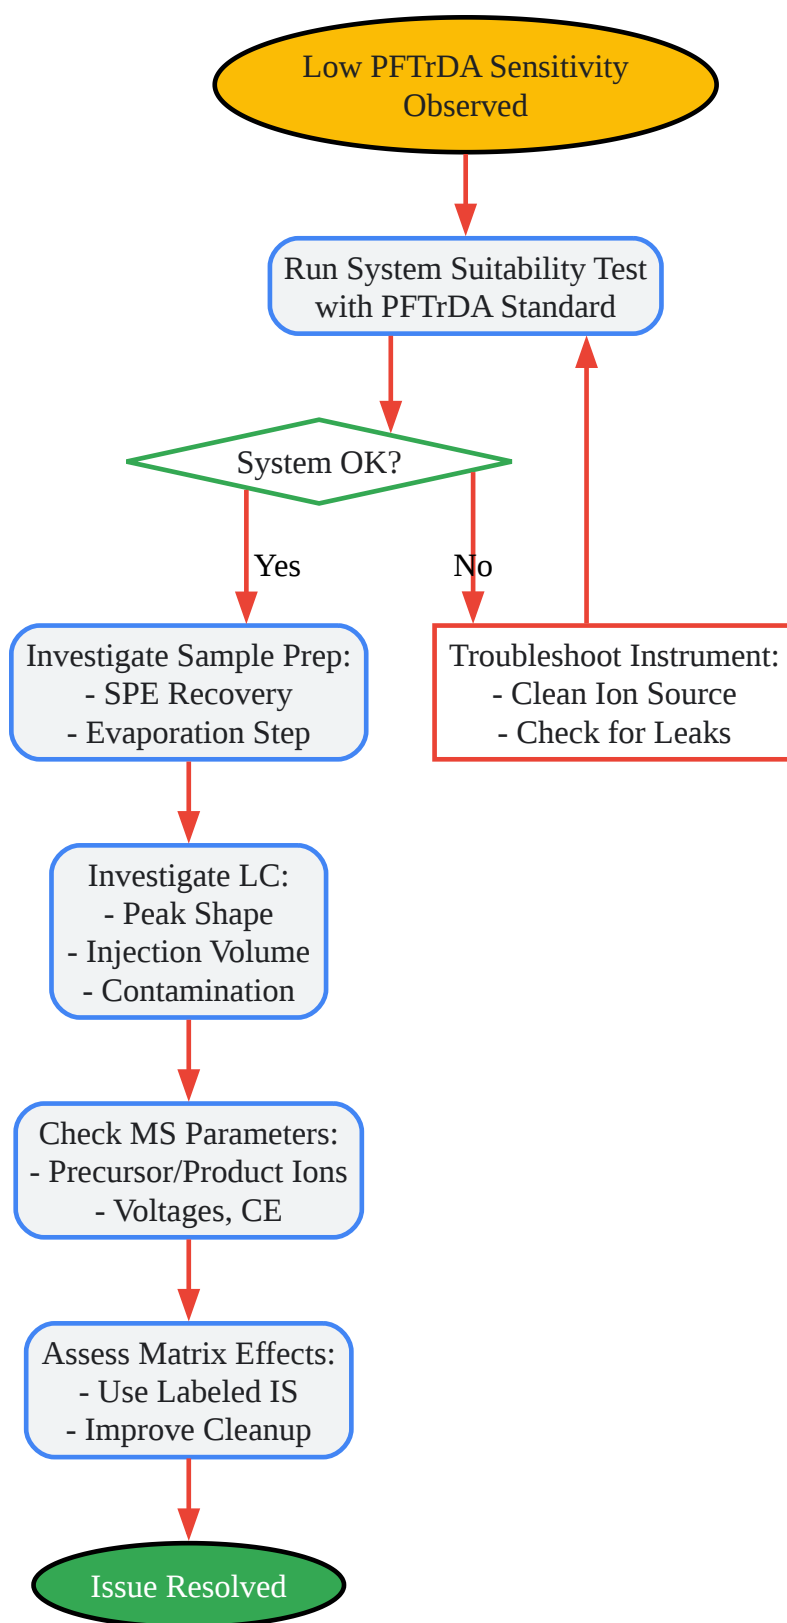 Low PFTrDA Sensitivity
Observed
Run System Suitability Test
with PFTrDA Standard
System OK?
Yes
No
Investigate Sample Prep:
- SPE Recovery
- Evaporation Step
Troubleshoot Instrument:
- Clean Ion Source
- Check for Leaks
Investigate LC:
- Peak Shape
- Injection Volume
- Contamination
Check MS Parameters:
- Precursor/Product Ions
- Voltages, CE
Assess Matrix Effects:
- Use Labeled IS
- Improve Cleanup
Issue Resolved